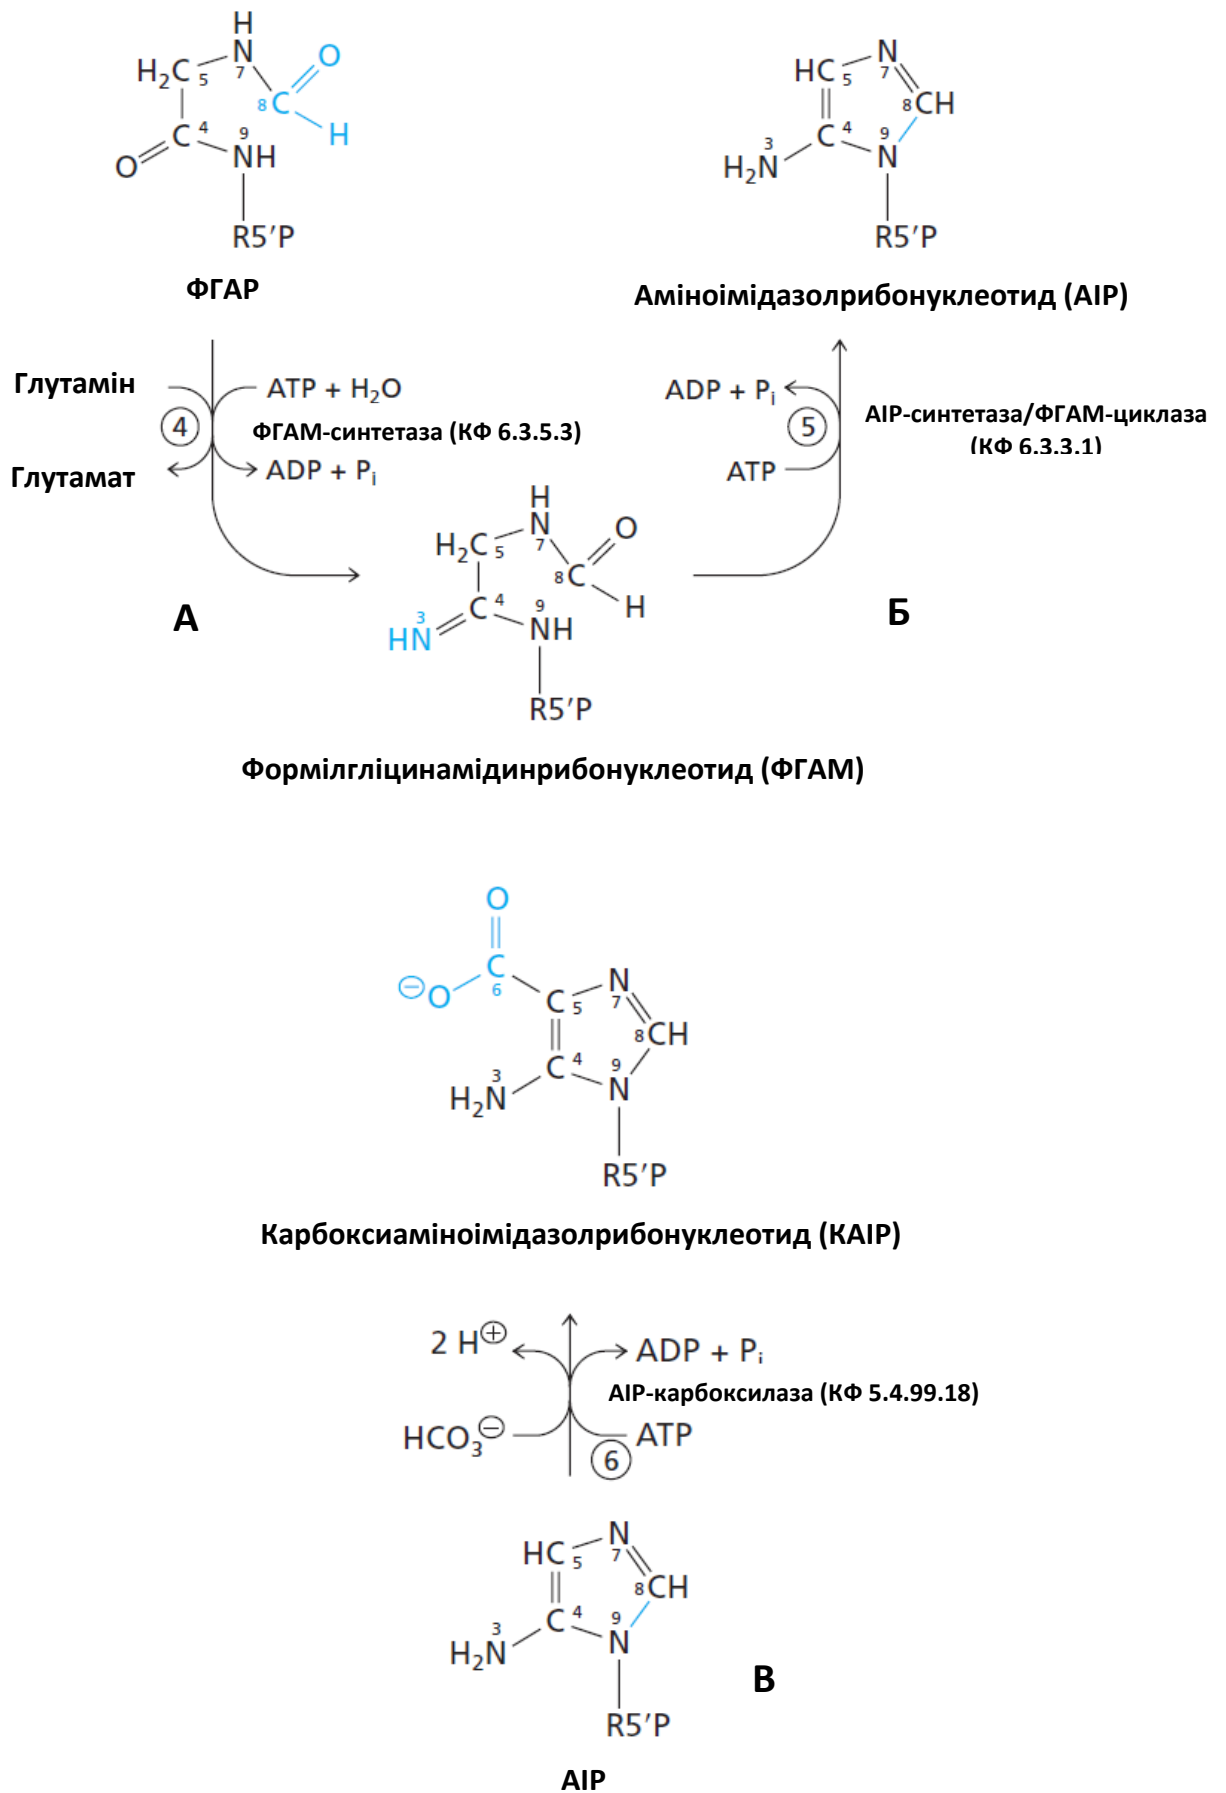 H
N
7
O
H₂C
5
8
C
4
9
C
H
O
NH
R5′P
ФГАР
N
7
HC
5
8
CH
3
4
9
C
H₂N
N
R5′P
Аміноімідазолрибонуклеотид (АІР)
Глутамін
ATP + H₂O
4
ФГАМ-синтетаза (КФ 6.3.5.3)
Глутамат
ADP + Pᵢ
ADP + Pᵢ
5
АІР-синтетаза/ФГАМ-циклаза
(КФ 6.3.3.1)
ATP
А
Б
H
N
7
O
H₂C
5
8
C
3
4
9
C
H
HN
NH
R5′P
Формілгліцинамідинрибонуклеотид (ФГАМ)
O
C
6
⊖O
N
7
C
5
8
CH
3
4
9
C
H₂N
N
R5′P
Карбоксиаміноімідазолрибонуклеотид (КАІР)
2 H⊕
ADP + Pᵢ
АІР-карбоксилаза (КФ 5.4.99.18)
HCO₃⊖
ATP
6
N
7
HC
5
8
CH
3
4
9
C
H₂N
N
R5′P
В
АІР